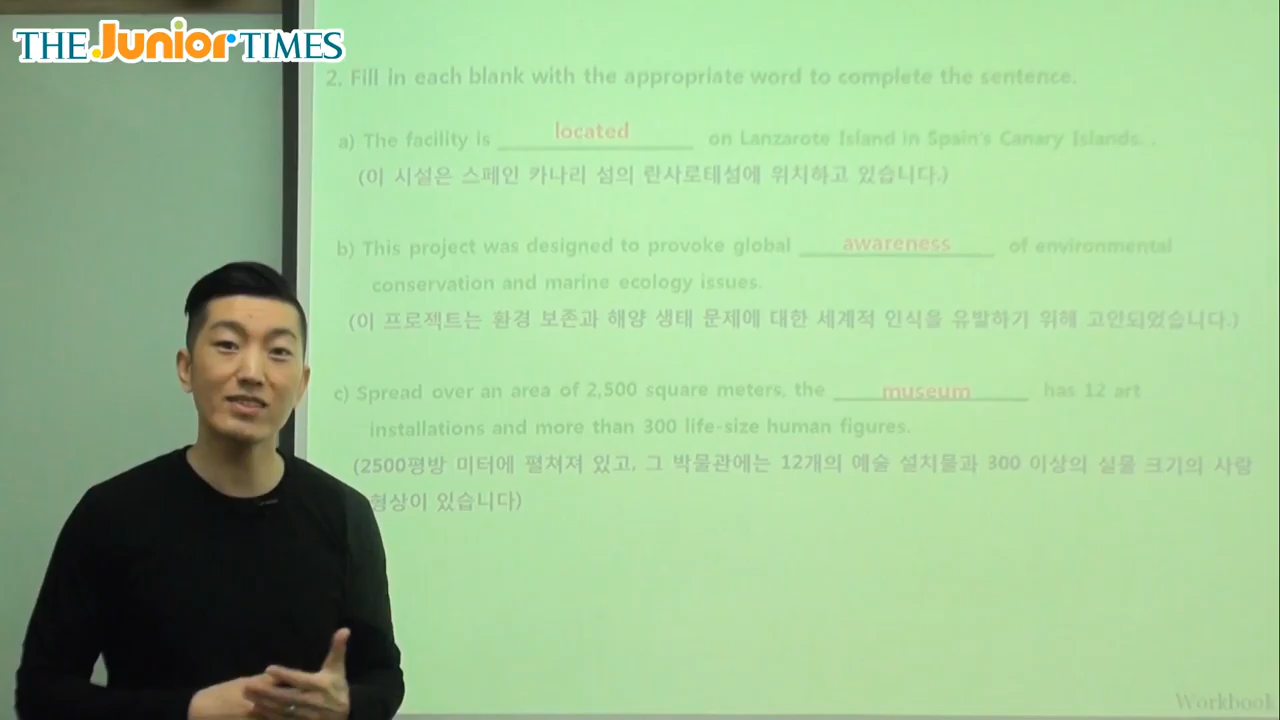 THE Junior TIMES
2. Fill in each blank with the appropriate word to complete the sentence.
a) The facility is located on Lanzarote Island in Spain's Canary Islands. .
(이 시설은 스페인 카나리 섬의 란사로테섬에 위치하고 있습니다.)
b) This project was designed to provoke global awareness of environmental
conservation and marine ecology issues.
(이 프로젝트는 환경 보존과 해양 생태 문제에 대한 세계적 인식을 유발하기 위해 고안되었습니다.)
c) Spread over an area of 2,500 square meters, the museum has 12 art
installations and more than 300 life-size human figures.
(2500평방 미터에 펼쳐져 있고, 그 박물관에는 12개의 예술 설치물과 300 이상의 실물 크기의 사람
형상이 있습니다)
Workbook